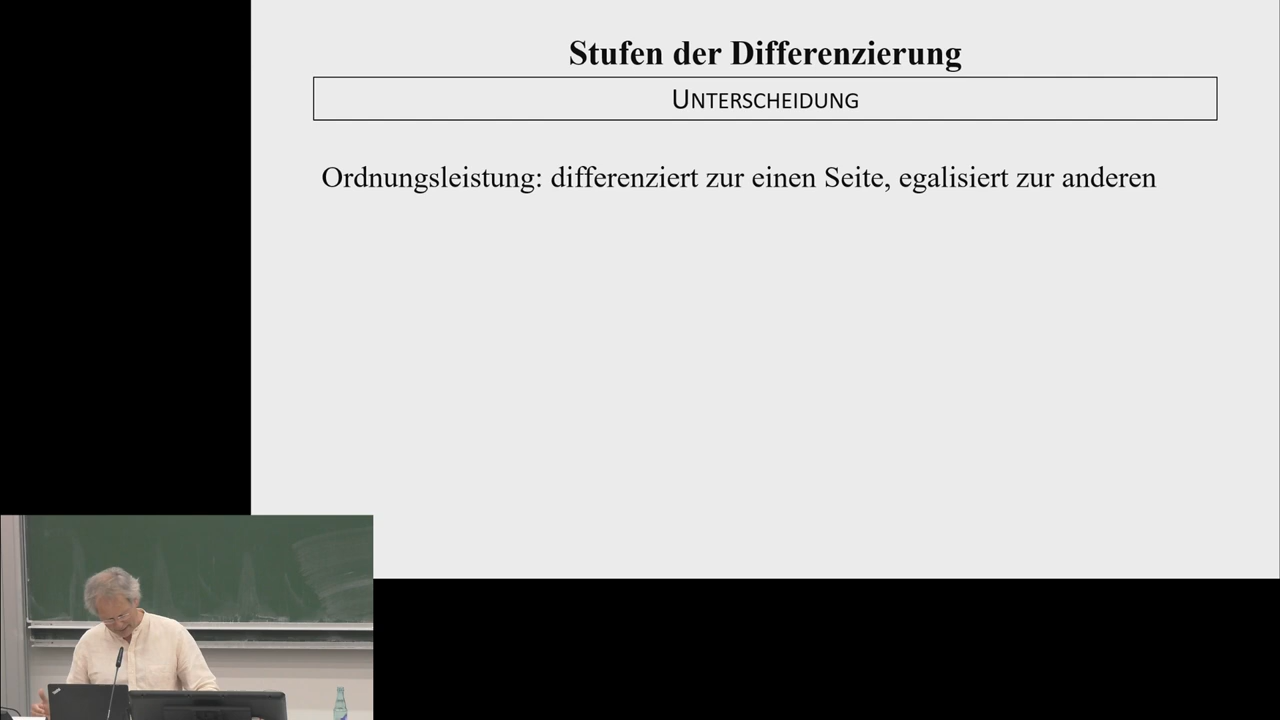 Stufen der Differenzierung
UNTERSCHEIDUNG
Ordnungsleistung: differenziert zur einen Seite, egalisiert zur anderen